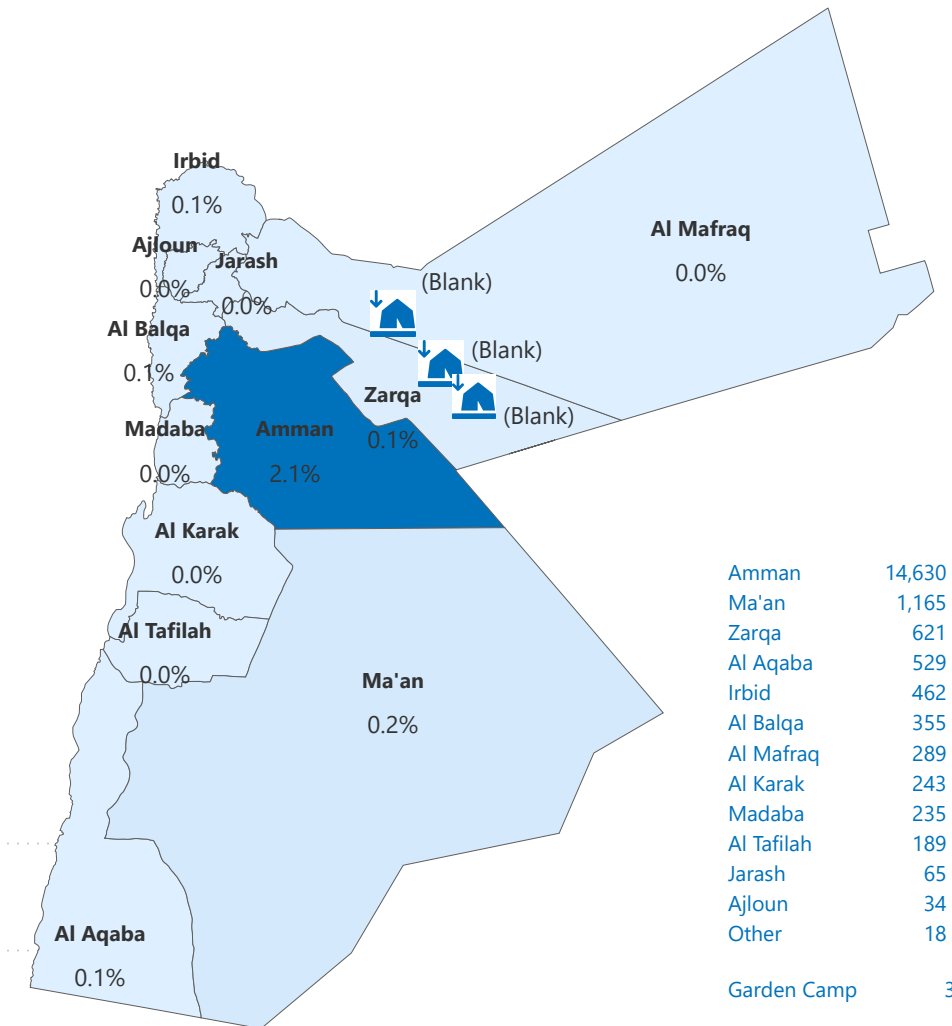 Irbid
0.1%
Ajloun
0.0%
Jarash
0.0%
Al Mafraq
0.0%
(Blank)
(Blank)
(Blank)
Al Balqa
0.1%
Zarqa
0.1%
Madaba
0.0%
Amman
2.1%
Al Karak
0.0%
Al Tafilah
0.0%
Ma'an
0.2%
Al Aqaba
0.1%
Amman 14,630
Ma'an 1,165
Zarqa 621
Al Aqaba 529
Irbid 462
Al Balqa 355
Al Mafraq 289
Al Karak 243
Madaba 235
Al Tafilah 189
Jarash 65
Ajloun 34
Other 18
Garden Camp 3